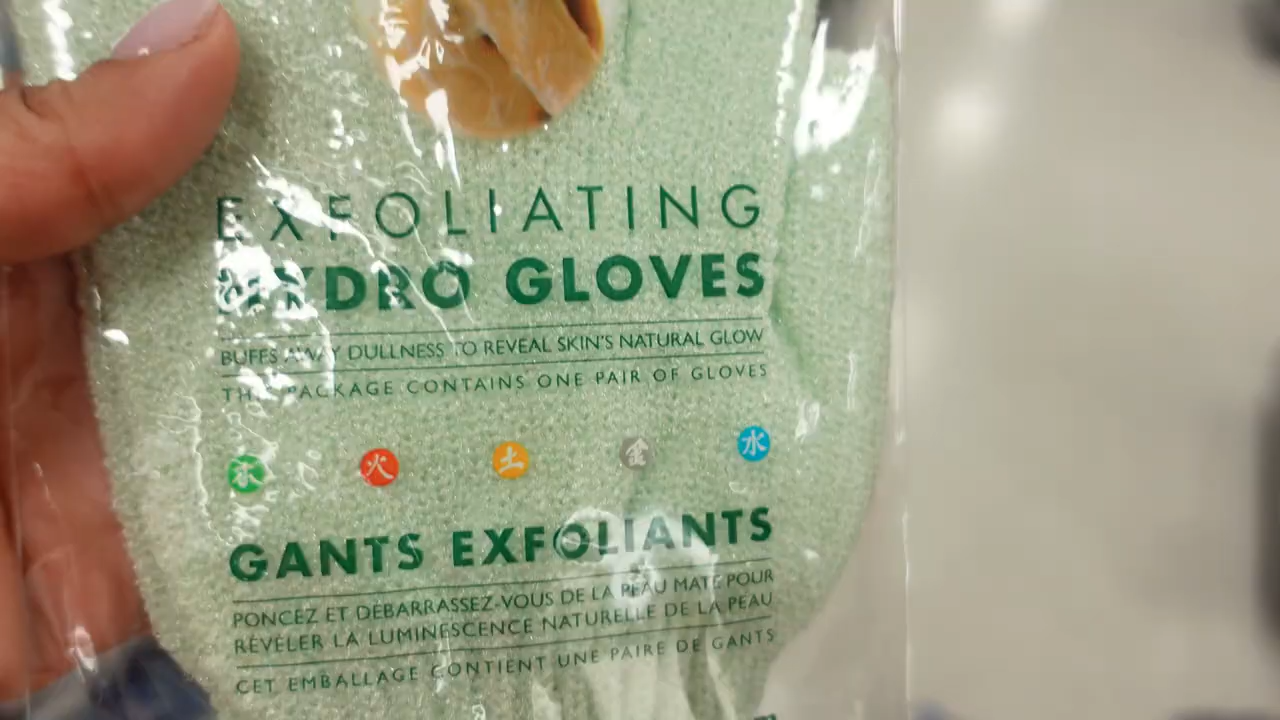 EXFOLIATING
HYDRO GLOVES
BUFFS AWAY DULLNESS TO REVEAL SKIN'S NATURAL GLOW
THIS PACKAGE CONTAINS ONE PAIR OF GLOVES
木 火 土 金 水
GANTS EXFOLIANTS
PONCEZ ET DÉBARRASSEZ-VOUS DE LA PEAU MATE POUR
RÉVÉLER LA LUMINESCENCE NATURELLE DE LA PEAU
CET EMBALLAGE CONTIENT UNE PAIRE DE GANTS